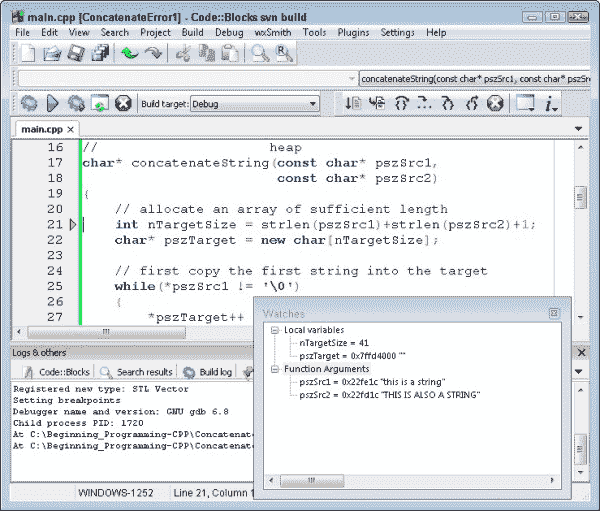 main.cpp [ConcatenateError1] - Code::Blocks svn build
File Edit View Search Project Build Debug wxSmith Tools Plugins Settings Help
concatenateString(const char* pszSrc1, const char* pszSrc
Build target: Debug
main.cpp
16 // heap
17 char* concatenateString(const char* pszSrc1,
18 const char* pszSrc2)
19 {
20 // allocate an array of sufficient length
21 int nTargetSize = strlen(pszSrc1)+strlen(pszSrc2)+1;
22 char* pszTarget = new char[nTargetSize];
23
24 // first copy the first string into the target
25 while(*pszSrc1 != '\0')
26 {
27 *pszTarget++
Watches
Local variables
nTargetSize = 41
pszTarget = 0x7ffd4000 ""
Function Arguments
pszSrc1 = 0x22fe1c "this is a string"
pszSrc2 = 0x22fd1c "THIS IS ALSO A STRING"
Logs & others
Code::Blocks Search results Build log
Registered new type: STL Vector
Setting breakpoints
Debugger name and version: GNU gdb 6.8
Child process PID: 1720
At C:\Beginning_Programming-CPP\Concatenat
At C:\Beginning_Programming-CPP\Concatenat
WINDOWS-1252 Line 21, Column 1